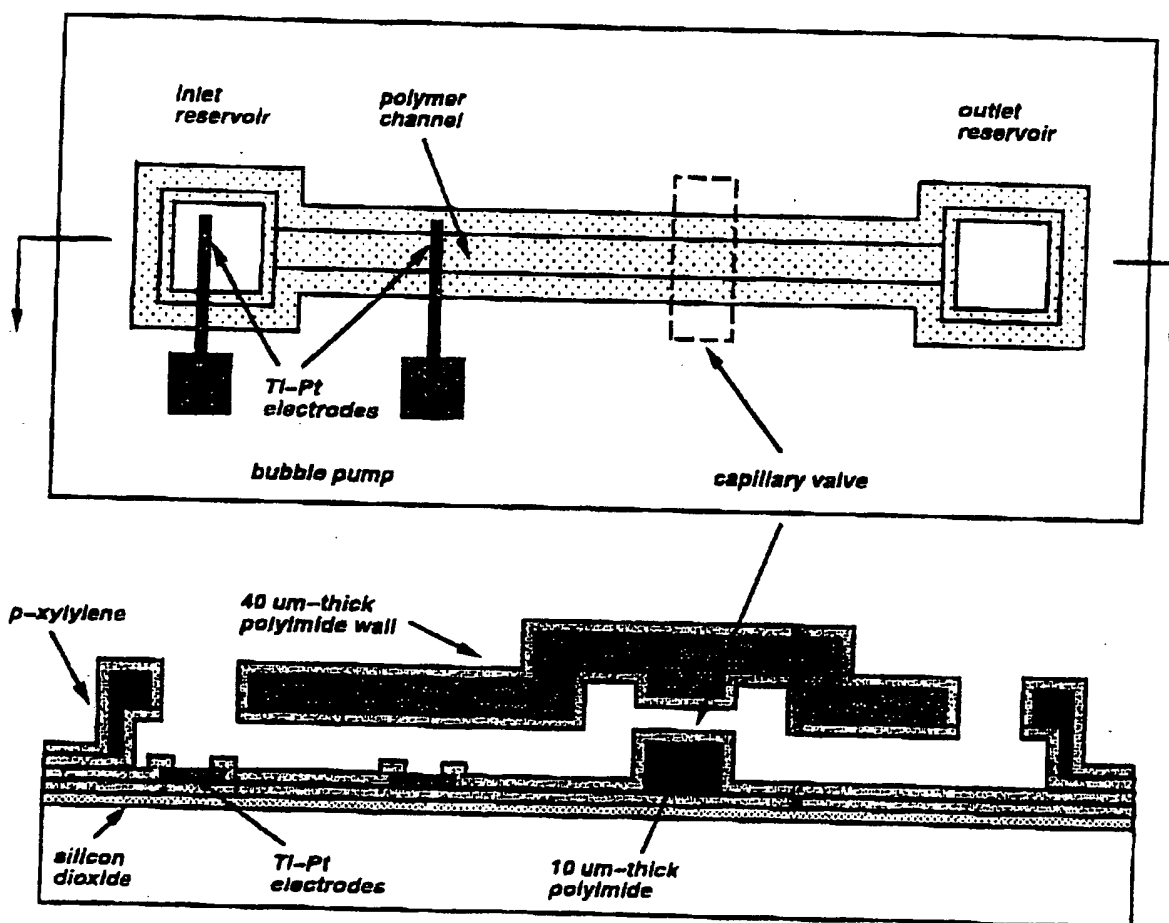 inlet
reservoir
polymer
channel
outlet
reservoir
Ti-Pt
electrodes
bubble pump
capillary valve
p-xylylene
40 um-thick
polyimide wall
silicon
dioxide
Ti-Pt
electrodes
10 um-thick
polyimide